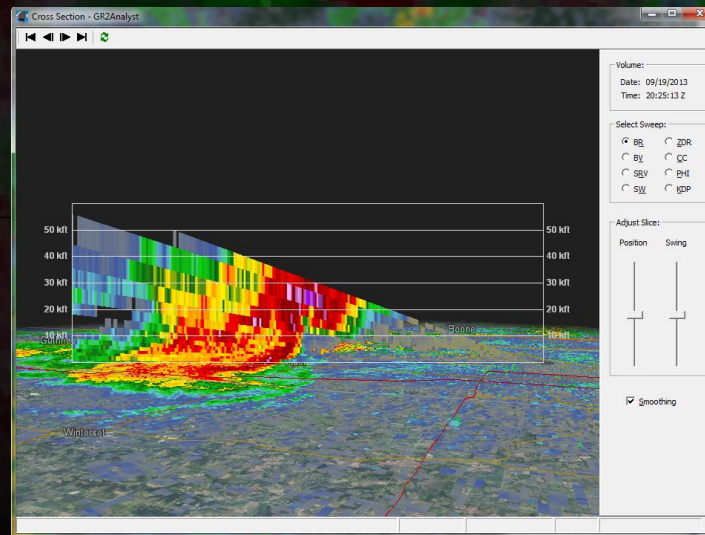 Cross Section - GR2Analyst
Volume:
Date: 09/19/2013
Time: 20:25:13 Z
Select Sweep:
BR ZDR
BV CC
SRV PHI
SW KDP
Adjust Slice:
Position Swing
Smoothing
50 kft 50 kft
40 kft 40 kft
30 kft 30 kft
20 kft 20 kft
10 kft 10 kft
Boone
Guthrie
Winterset